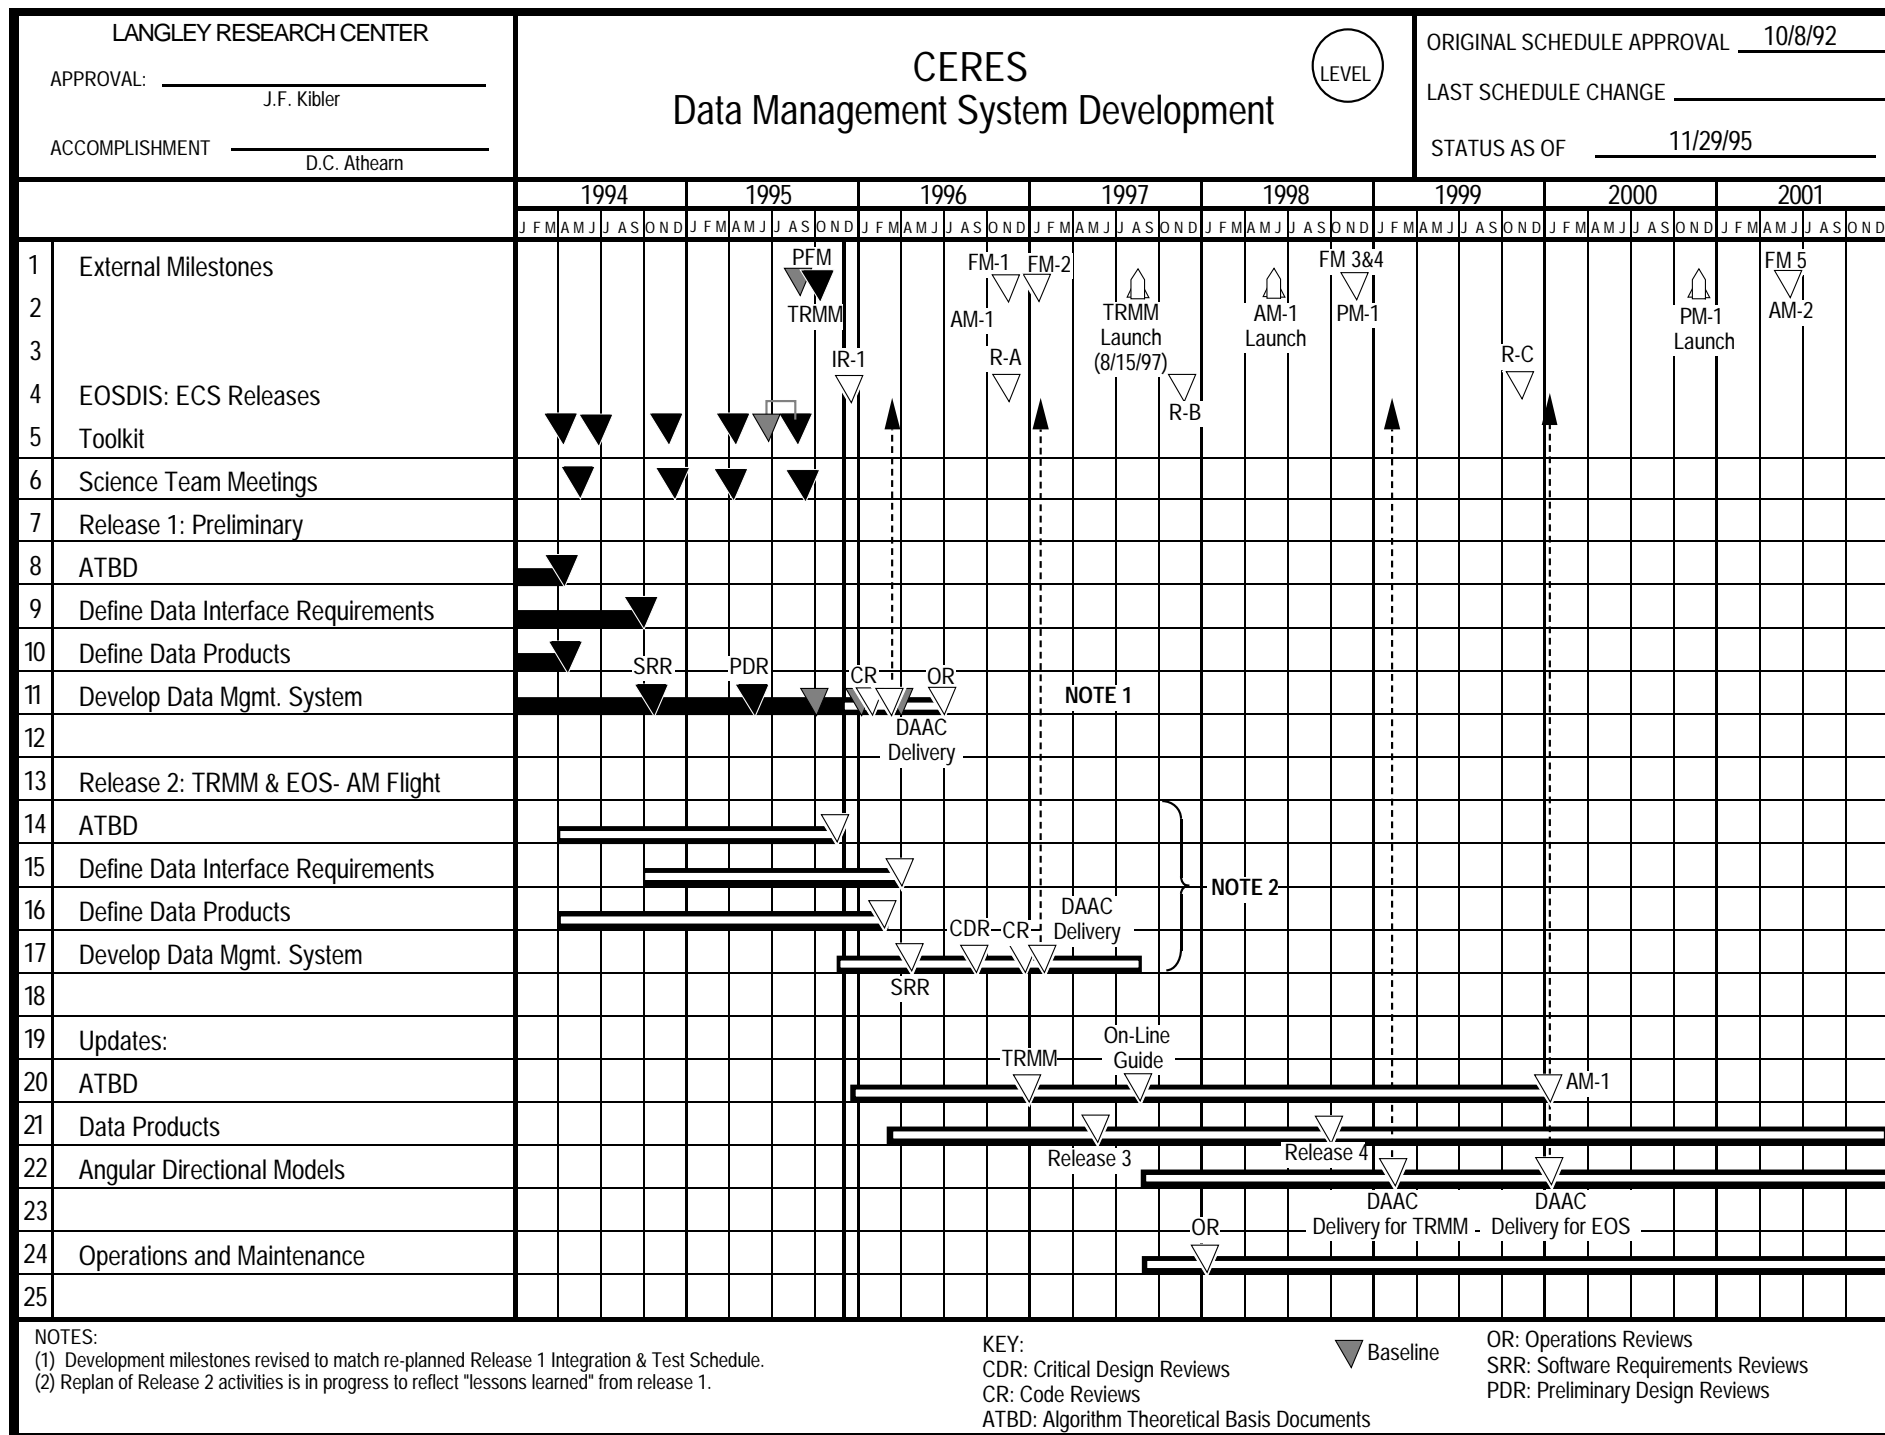 LANGLEY RESEARCH CENTER
APPROVAL:
J.F. Kibler
ACCOMPLISHMENT
D.C. Athearn
CERES
Data Management System Development
LEVEL
ORIGINAL SCHEDULE APPROVAL 10/8/92
LAST SCHEDULE CHANGE
STATUS AS OF 11/29/95
1994 1995 1996 1997 1998 1999 2000 2001
J F M A M J J A S O N D J F M A M J J A S O N D J F M A M J J A S O N D J F M A M J J A S O N D J F M A M J J A S O N D J F M A M J J A S O N D J F M A M J J A S O N D J F M A M J J A S O N D
1 External Milestones
PFM FM-1 FM-2 FM 3&4 FM 5
2
TRMM AM-1 TRMM AM-1 PM-1 PM-1 AM-2
Launch Launch Launch
(8/15/97)
3
IR-1 R-A R-C
4 EOSDIS: ECS Releases
R-B
5 Toolkit
6 Science Team Meetings
7 Release 1: Preliminary
8 ATBD
9 Define Data Interface Requirements
10 Define Data Products
SRR PDR CR OR
11 Develop Data Mgmt. System
NOTE 1
12
DAAC
Delivery
13 Release 2: TRMM & EOS- AM Flight
14 ATBD
15 Define Data Interface Requirements
NOTE 2
16 Define Data Products
CDR CR DAAC
Delivery
17 Develop Data Mgmt. System
SRR
18
19 Updates:
TRMM On-Line
Guide
20 ATBD
AM-1
21 Data Products
Release 3 Release 4
22 Angular Directional Models
DAAC DAAC
23
OR Delivery for TRMM Delivery for EOS
24 Operations and Maintenance
25
NOTES:
(1) Development milestones revised to match re-planned Release 1 Integration & Test Schedule.
(2) Replan of Release 2 activities is in progress to reflect "lessons learned" from release 1.
KEY:
CDR: Critical Design Reviews
CR: Code Reviews
ATBD: Algorithm Theoretical Basis Documents
Baseline
OR: Operations Reviews
SRR: Software Requirements Reviews
PDR: Preliminary Design Reviews